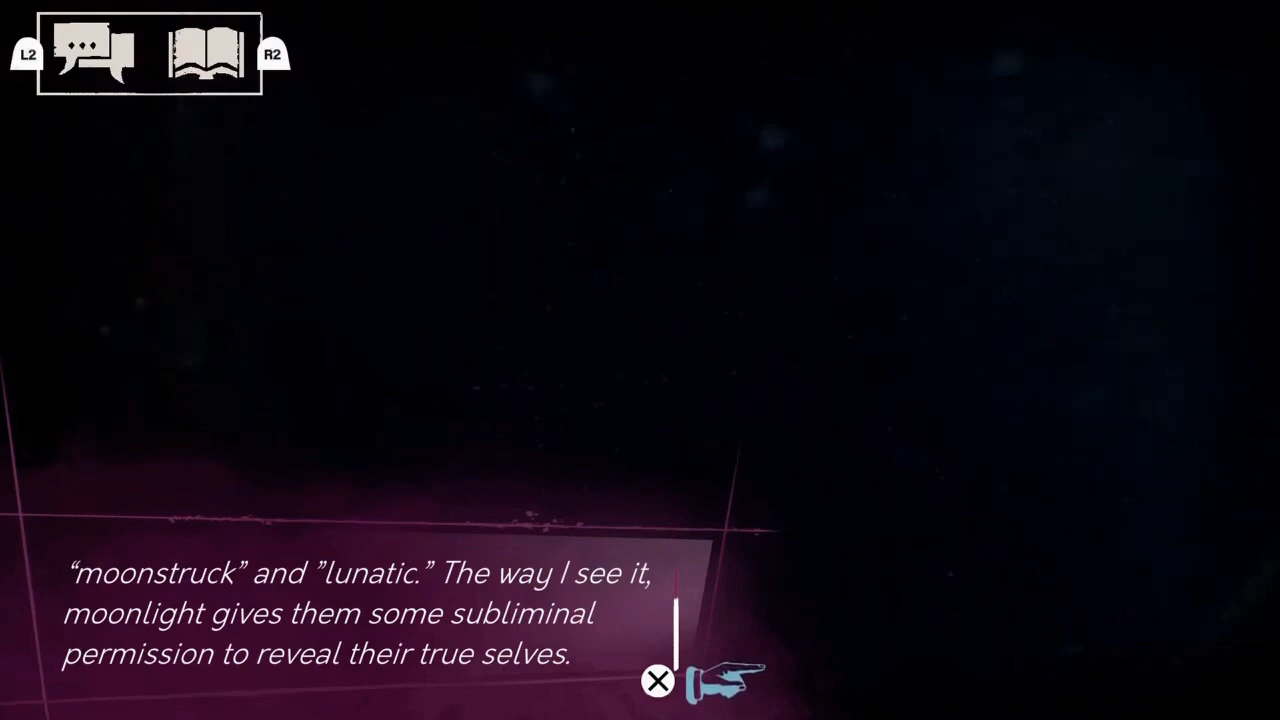 L2
R2
“moonstruck” and ”lunatic.” The way I see it,
moonlight gives them some subliminal
permission to reveal their true selves.